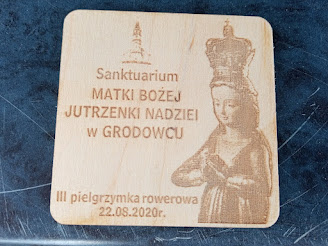 Sanktuarium
MATKI BOŻEJ
JUTRZENKI NADZIEI
w GRODOWCU
III pielgrzymka rowerowa
22.08.2020r.